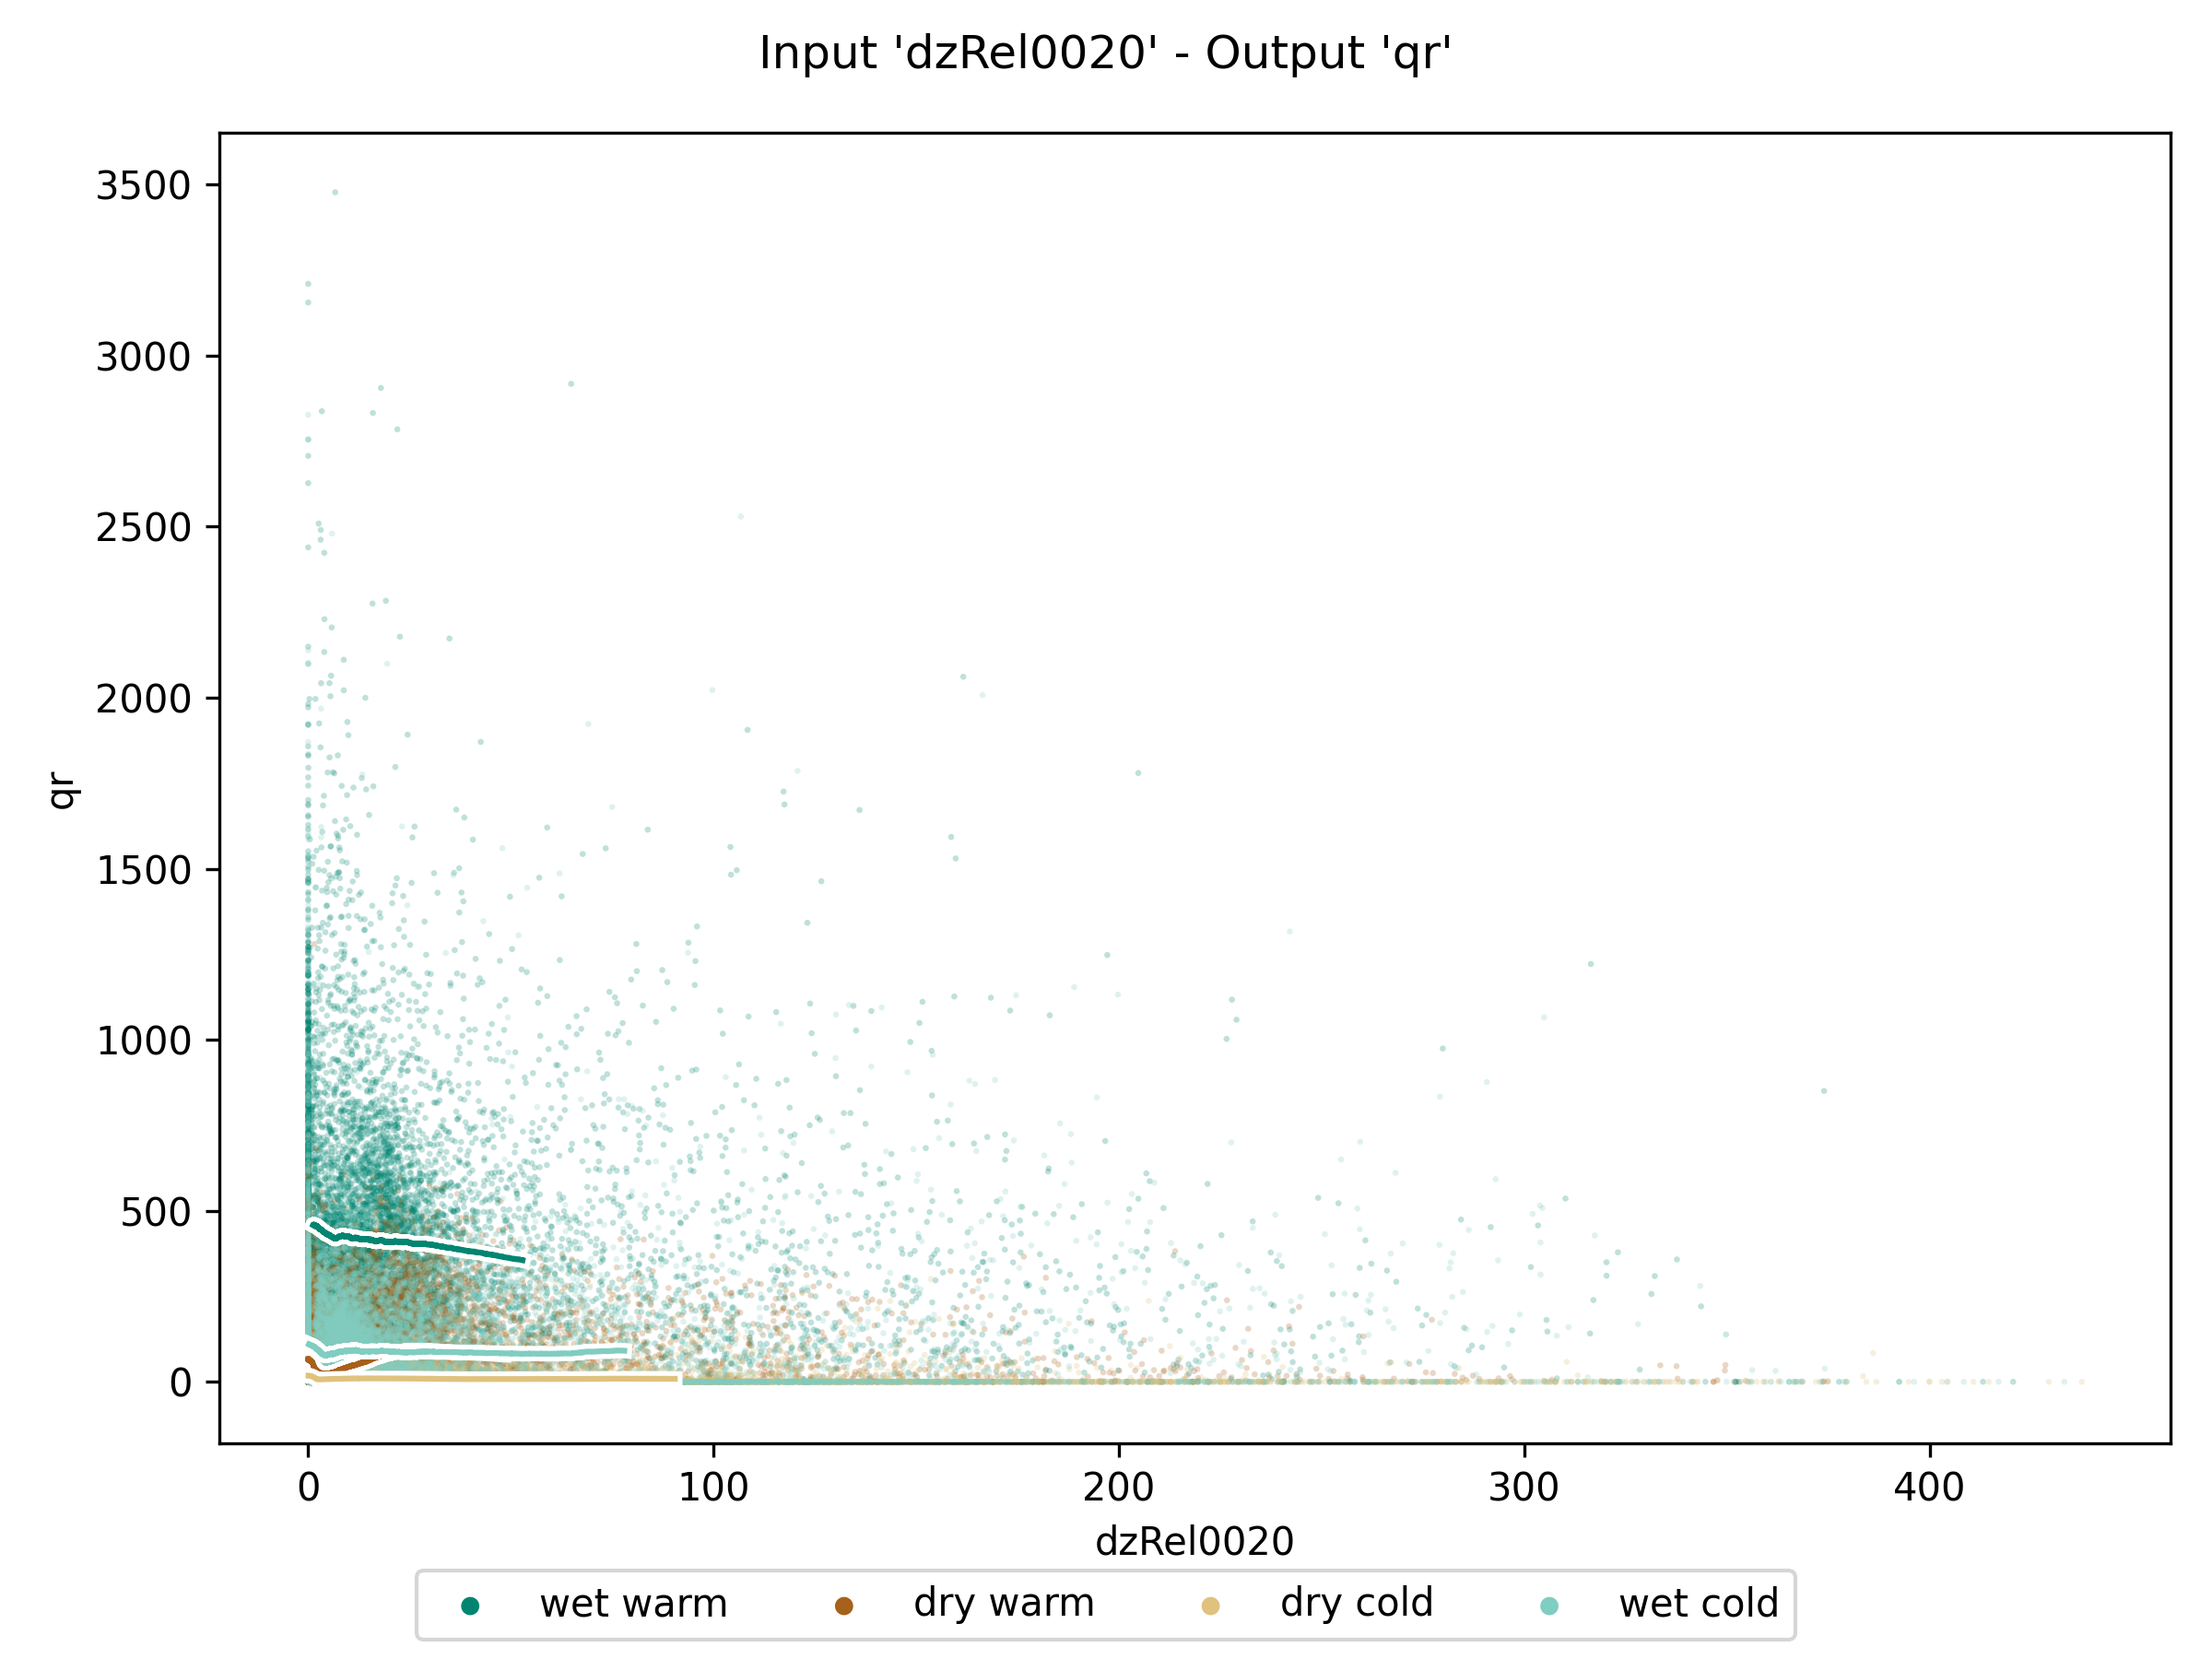 Input 'dzRel0020' - Output 'qr'
3500
3000
2500
2000
1500
1000
500
0
qr
0 100 200 300 400
dzRel0020
wet warm dry warm dry cold wet cold